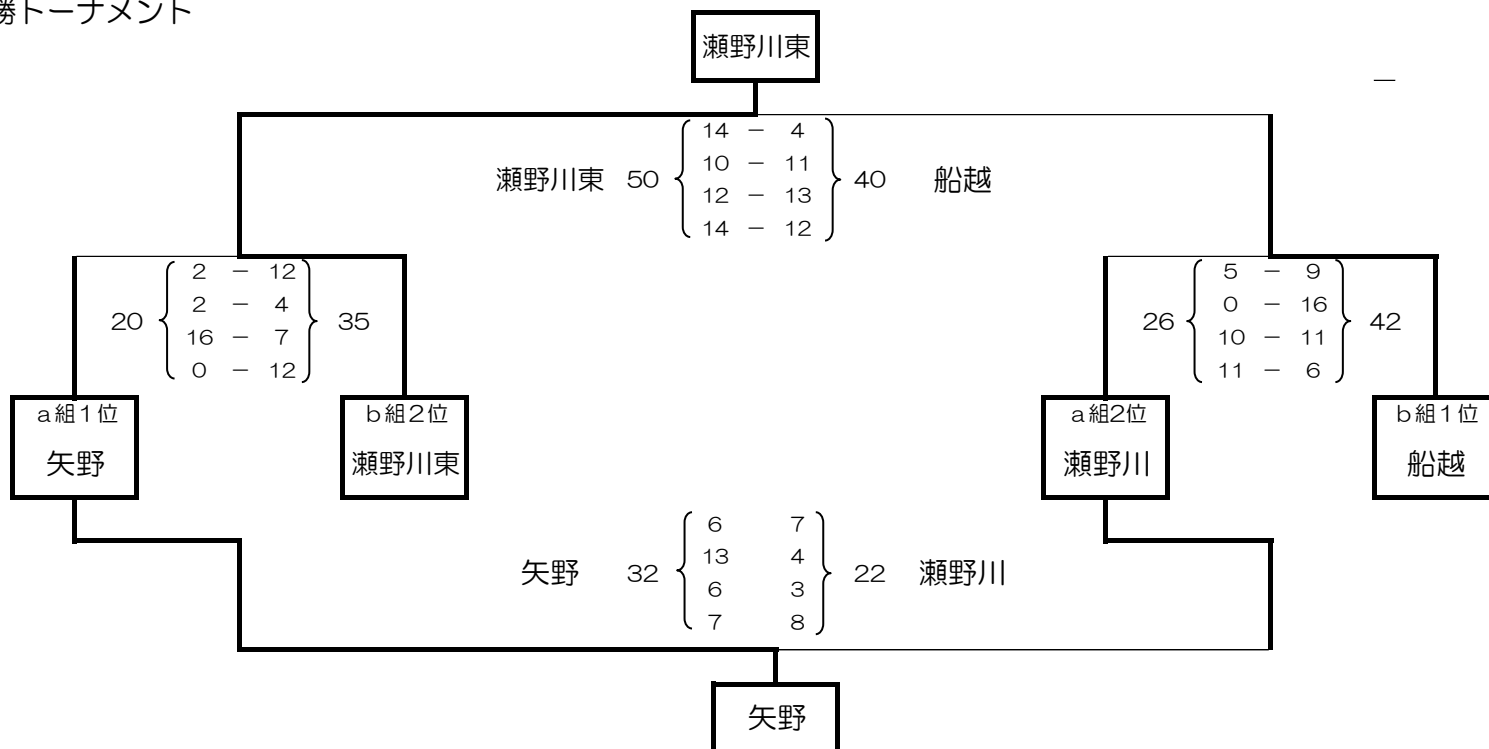 勝トーナメント
瀬野川東
－
瀬野川東 50 14 － 4 40 船越
10 － 11
12 － 13
14 － 12
20 2 － 12 35
2 － 4
16 － 7
0 － 12
26 5 － 9 42
0 － 16
10 － 11
11 － 6
a組1位
矢野
b組2位
瀬野川東
a組2位
瀬野川
b組1位
船越
矢野 32 6 7 22 瀬野川
13 4
6 3
7 8
矢野